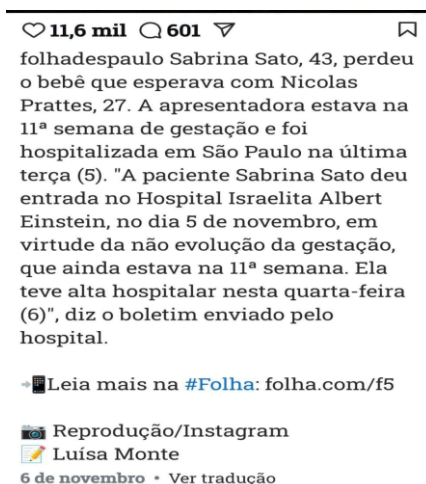 11,6 mil 601
folhadespaulo Sabrina Sato, 43, perdeu
o bebê que esperava com Nicolas
Prattes, 27. A apresentadora estava na
11ª semana de gestação e foi
hospitalizada em São Paulo na última
terça (5). "A paciente Sabrina Sato deu
entrada no Hospital Israelita Albert
Einstein, no dia 5 de novembro, em
virtude da não evolução da gestação,
que ainda estava na 11ª semana. Ela
teve alta hospitalar nesta quarta-feira
(6)", diz o boletim enviado pelo
hospital.
📲Leia mais na #Folha: folha.com/f5
📷 Reprodução/Instagram
📝 Luísa Monte
6 de novembro • Ver tradução